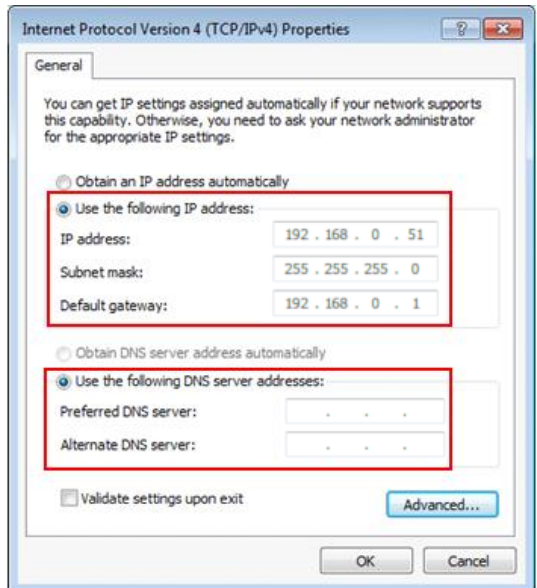 Internet Protocol Version 4 (TCP/IPv4) Properties
General
You can get IP settings assigned automatically if your network supports
this capability. Otherwise, you need to ask your network administrator
for the appropriate IP settings.
Obtain an IP address automatically
Use the following IP address:
IP address: 192 . 168 . 0 . 51
Subnet mask: 255 . 255 . 255 . 0
Default gateway: 192 . 168 . 0 . 1
Obtain DNS server address automatically
Use the following DNS server addresses:
Preferred DNS server: . . .
Alternate DNS server: . . .
Validate settings upon exit
Advanced...
OK Cancel